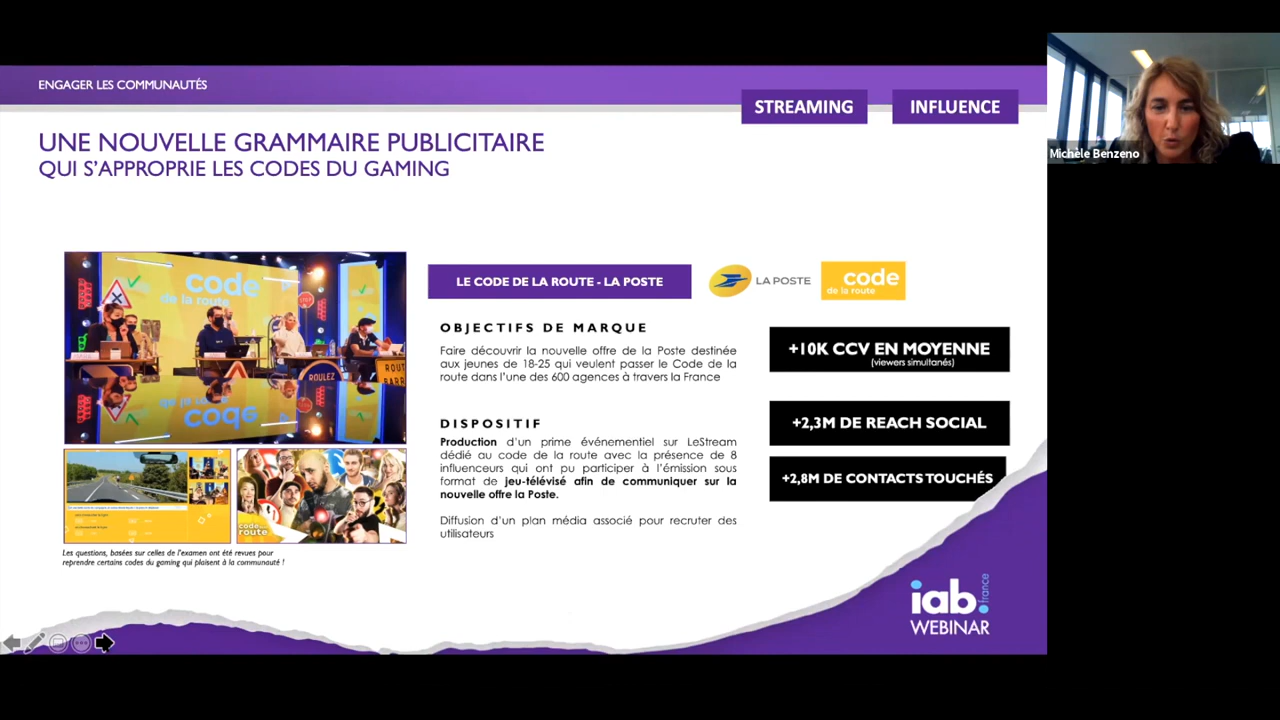 ENGAGER LES COMMUNAUTÉS
STREAMING
INFLUENCE
UNE NOUVELLE GRAMMAIRE PUBLICITAIRE
QUI S'APPROPRIE LES CODES DU GAMING
Michèle Benzeno
code
de la route
STOP
ROULEZ
ROUT
BARR
code
route
Les questions, basées sur celles de l'examen ont été revues pour
reprendre certains codes du gaming qui plaisent à la communauté !
LE CODE DE LA ROUTE - LA POSTE
LA POSTE
code
de la route
OBJECTIFS DE MARQUE
Faire découvrir la nouvelle offre de la Poste destinée
aux jeunes de 18-25 qui veulent passer le Code de la
route dans l'une des 600 agences à travers la France
DISPOSITIF
Production d'un prime événementiel sur LeStream
dédié au code de la route avec la présence de 8
influenceurs qui ont pu participer à l'émission sous
format de jeu-télévisé afin de communiquer sur la
nouvelle offre la Poste.
Diffusion d'un plan média associé pour recruter des
utilisateurs
+10K CCV EN MOYENNE
(viewers simultanés)
+2,3M DE REACH SOCIAL
+2,8M DE CONTACTS TOUCHÉS
iab.
france
WEBINAR